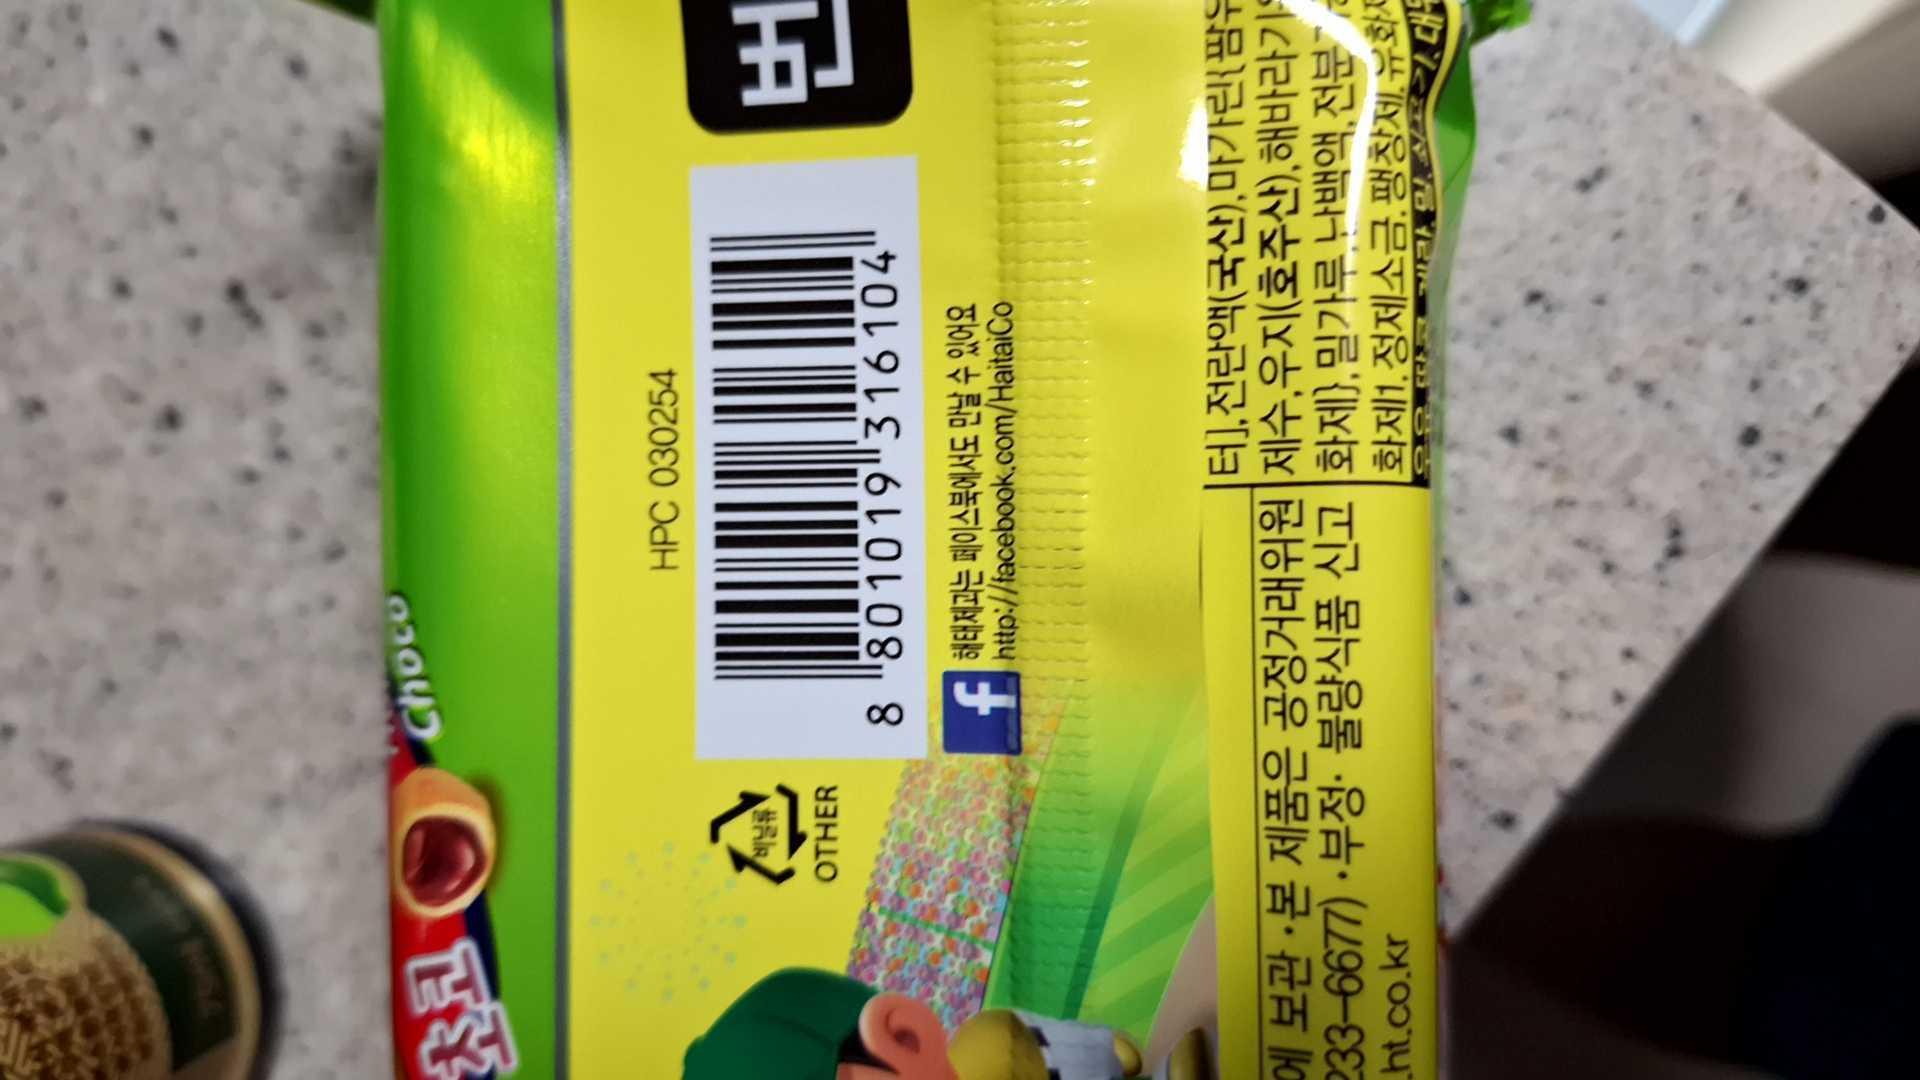 번
HPC 030254
8 801019 316104
해태제과는 페이스북에서도 만날 수 있어요
http://facebook.com/HaitaiCo
f
비닐류
OTHER
Choco
초코
터],전란액(국산),마가린{팜유
제수,우지(호주산),해바라기
화제},밀가루,난백액,전분
화제1,정제소금,팽창제,유화제
에 보관 ·본 제품은 공정거래위원
233-6677) ·부정· 불량식품 신고
.ht.co.kr